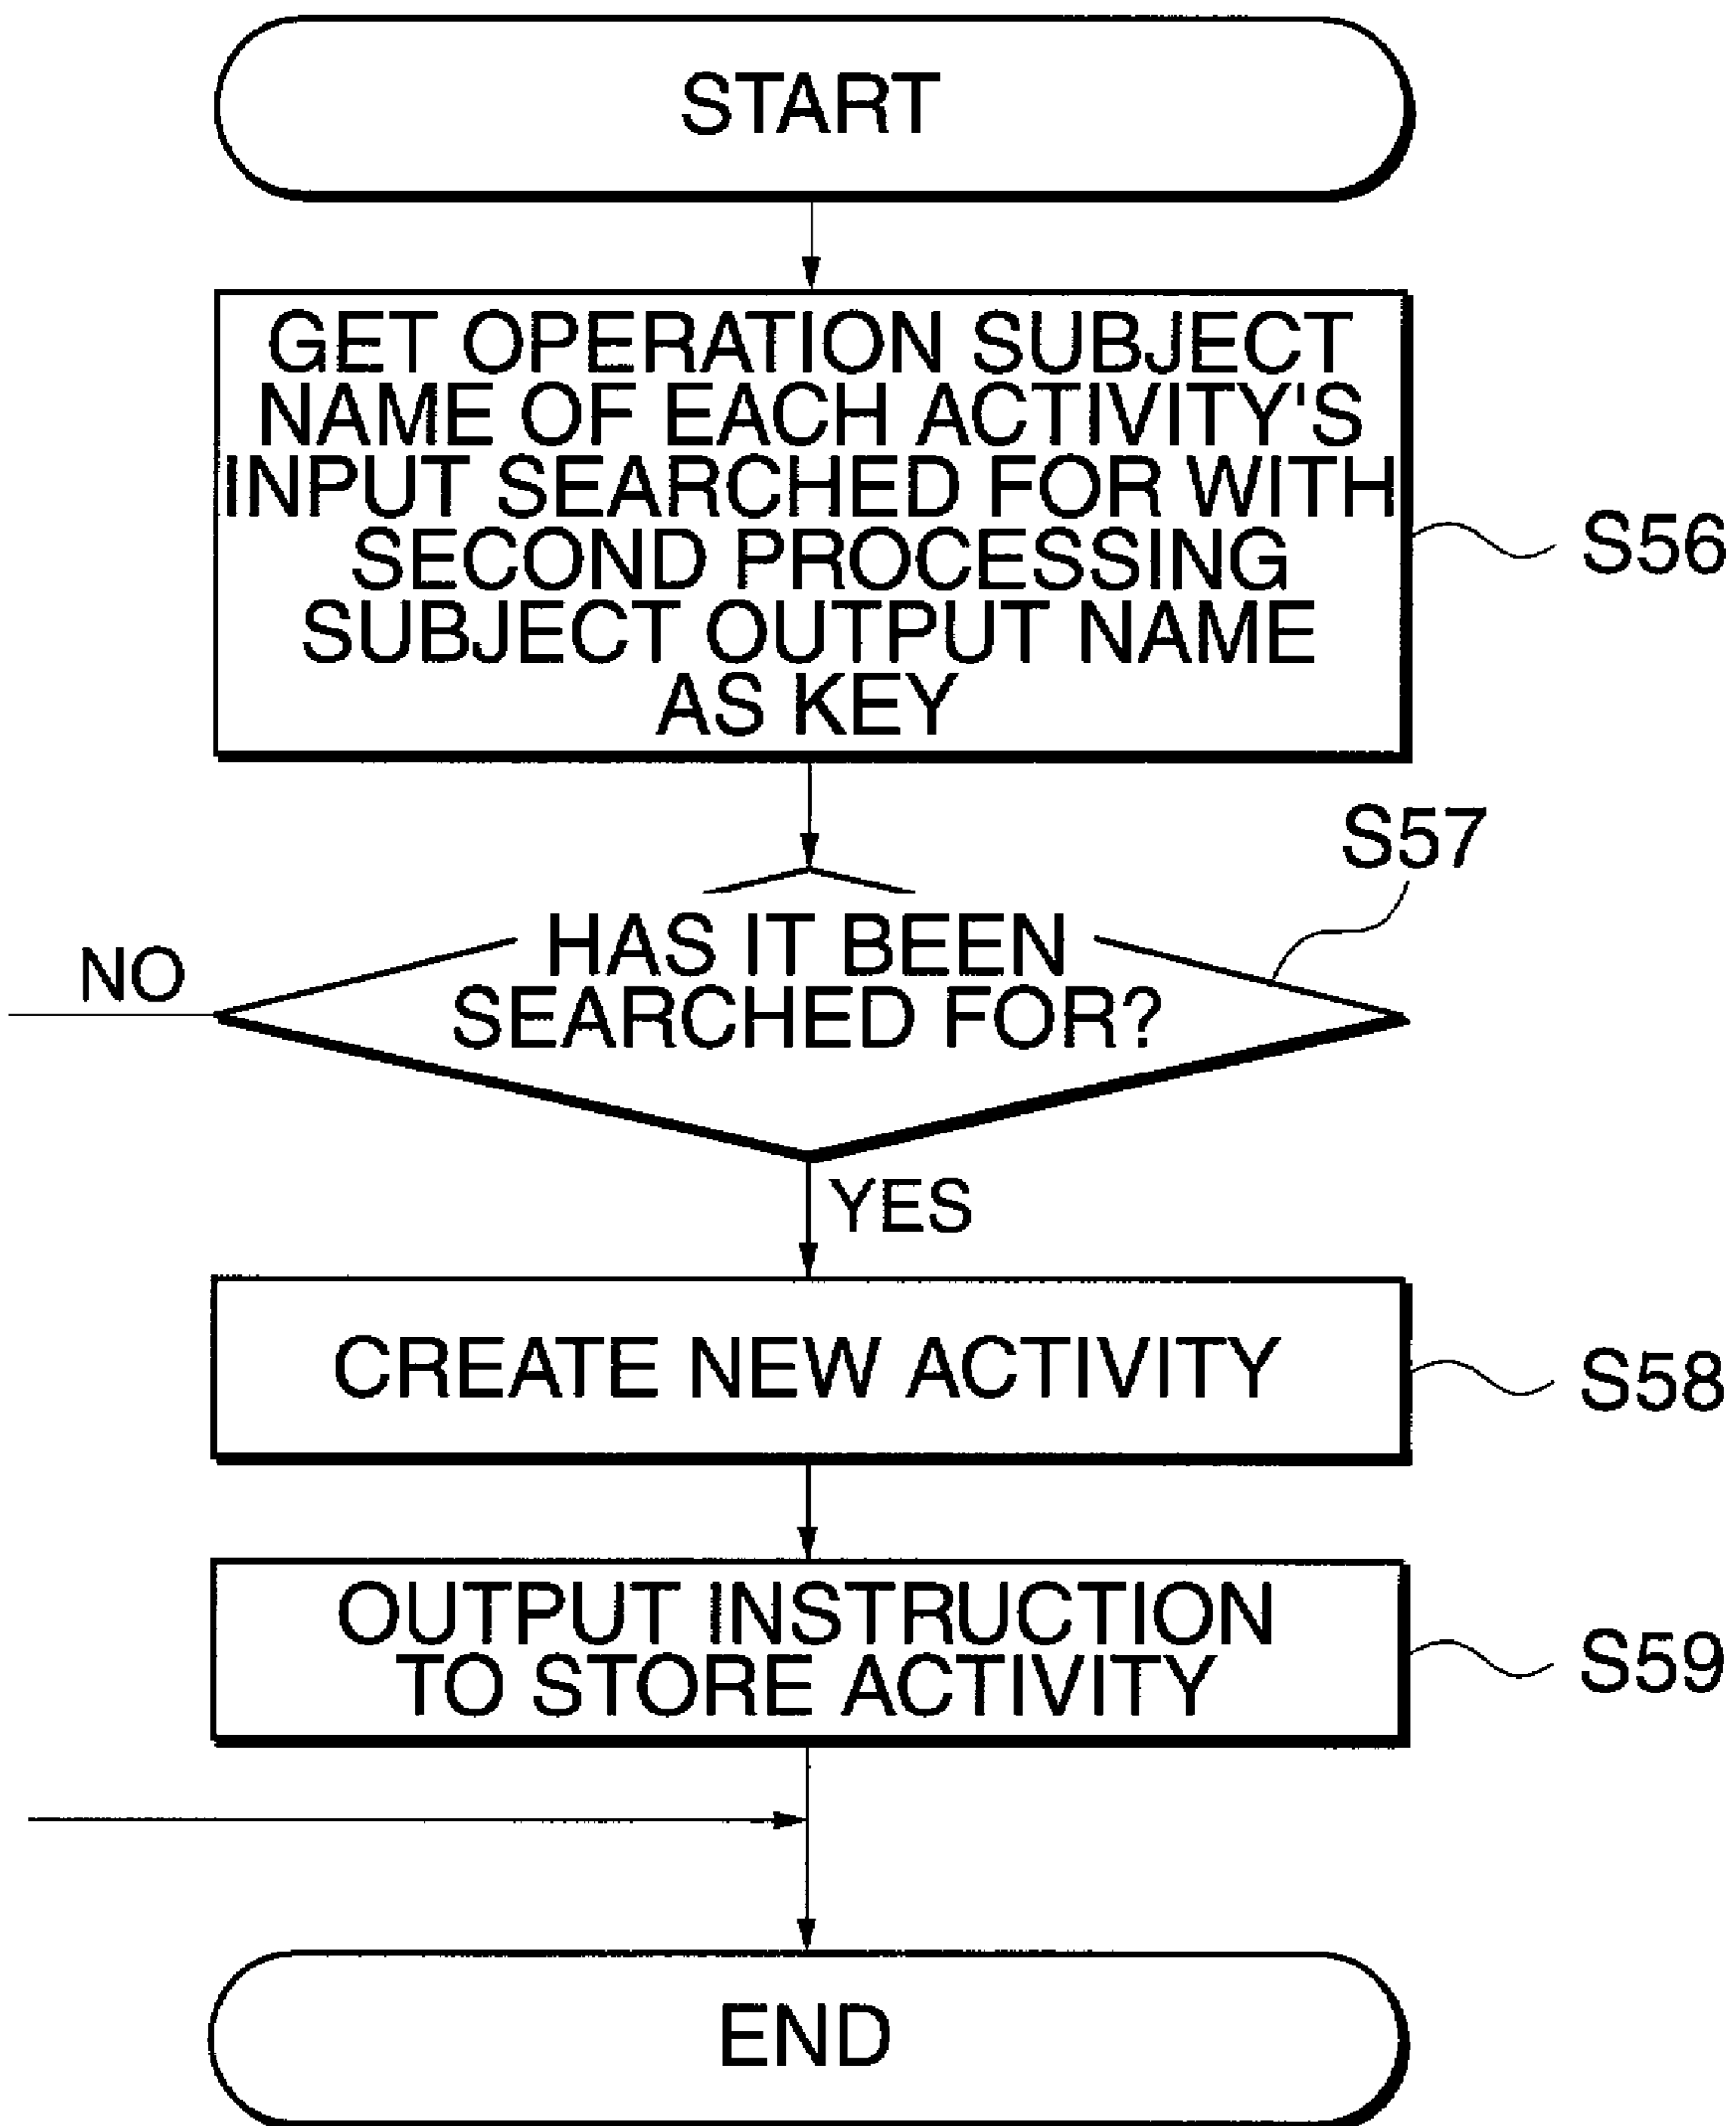 START
GET OPERATION SUBJECT
NAME OF EACH ACTIVITY'S
INPUT SEARCHED FOR WITH
SECOND PROCESSING
SUBJECT OUTPUT NAME
AS KEY
S56
S57
HAS IT BEEN
SEARCHED FOR?
NO
YES
CREATE NEW ACTIVITY
S58
OUTPUT INSTRUCTION
TO STORE ACTIVITY
S59
END